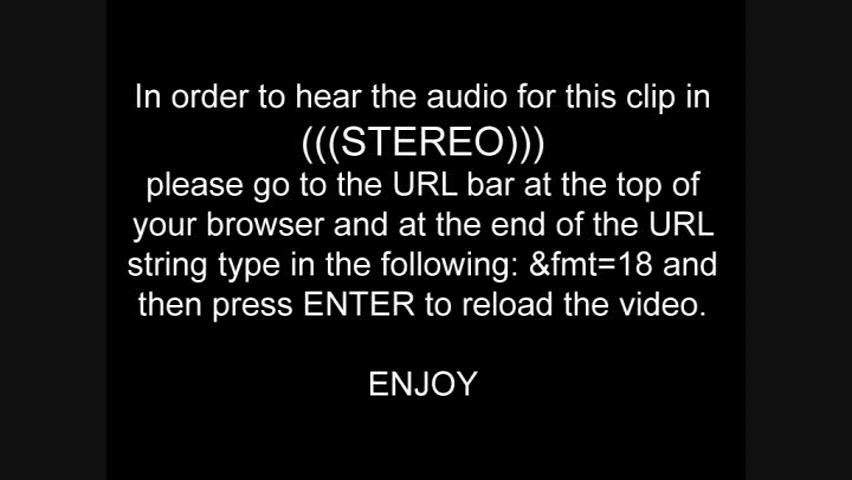 In order to hear the audio for this clip in
(((STEREO)))
please go to the URL bar at the top of
your browser and at the end of the URL
string type in the following: &fmt=18 and
then press ENTER to reload the video.
ENJOY